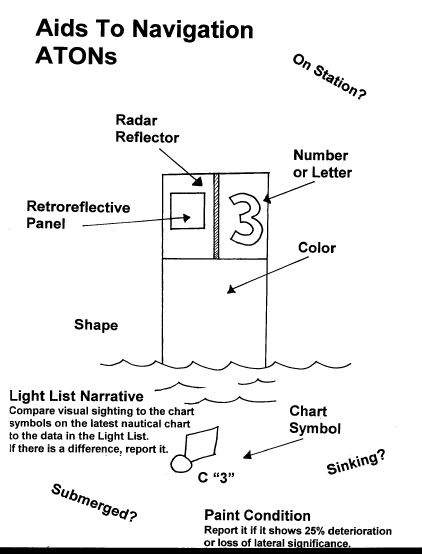 Aids To Navigation
ATONs
On Station?
Radar
Reflector
Number
or Letter
Retroreflective
Panel
3
Color
Shape
Light List Narrative
Compare visual sighting to the chart
symbols on the latest nautical chart
to the data in the Light List.
If there is a difference, report it.
Chart
Symbol
C “3”
Sinking?
Submerged?
Paint Condition
Report it if it shows 25% deterioration
or loss of lateral significance.